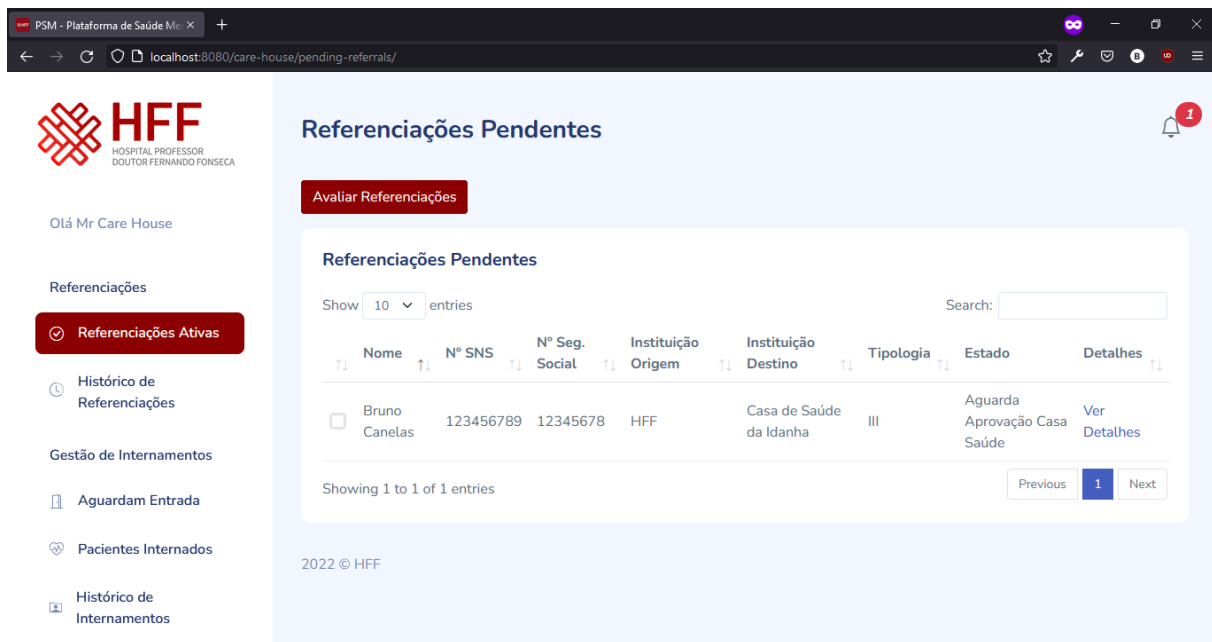 PSM - Plataforma de Saúde Me
localhost:8080/care-house/pending-referrals/
HFF
HOSPITAL PROFESSOR
DOUTOR FERNANDO FONSECA
Olá Mr Care House
Referenciações
Referenciações Ativas
Histórico de
Referenciações
Gestão de Internamentos
Aguardam Entrada
Pacientes Internados
Histórico de
Internamentos
Referenciações Pendentes
1
Avaliar Referenciações
Referenciações Pendentes
Show 10 entries
Search:
Nome Nº SNS Nº Seg. Social Instituição Origem Instituição Destino Tipologia Estado Detalhes
Bruno Canelas 123456789 12345678 HFF Casa de Saúde da Idanha III Aguarda Aprovação Casa Saúde Ver Detalhes
Showing 1 to 1 of 1 entries
Previous 1 Next
2022 © HFF